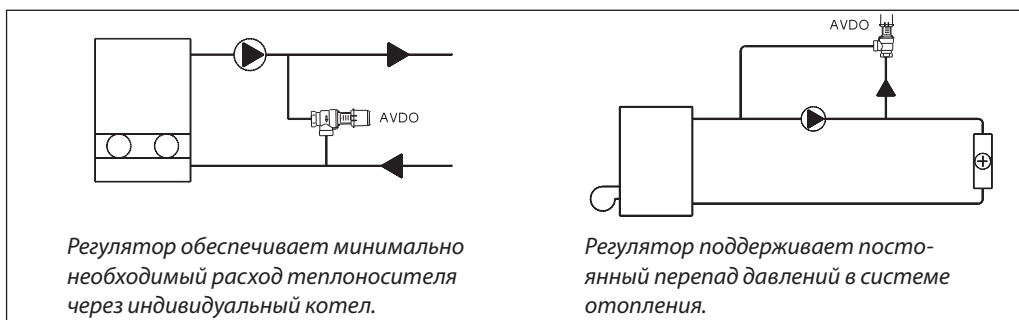 AVDO
AVDO
Регулятор обеспечивает минимально
необходимый расход теплоносителя
через индивидуальный котел.
Регулятор поддерживает посто-
янный перепад давлений в системе
отопления.